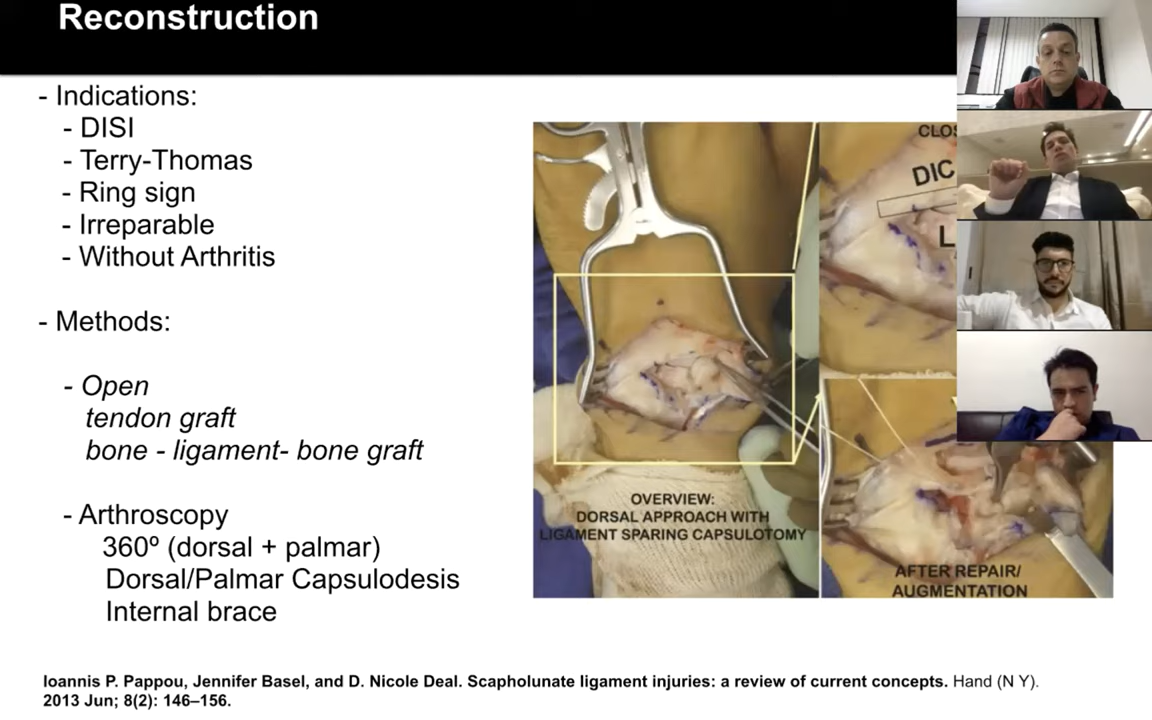 Reconstruction
- Indications:
- DISI
- Terry-Thomas
- Ring sign
- Irreparable
- Without Arthritis
- Methods:
- Open
tendon graft
bone - ligament- bone graft
- Arthroscopy
360º (dorsal + palmar)
Dorsal/Palmar Capsulodesis
Internal brace
OVERVIEW:
DORSAL APPROACH WITH
LIGAMENT SPARING CAPSULOTOMY
CLOS
DIC
L
AFTER REPAIR/
AUGMENTATION
Ioannis P. Pappou, Jennifer Basel, and D. Nicole Deal. Scapholunate ligament injuries: a review of current concepts. Hand (N Y).
2013 Jun; 8(2): 146–156.